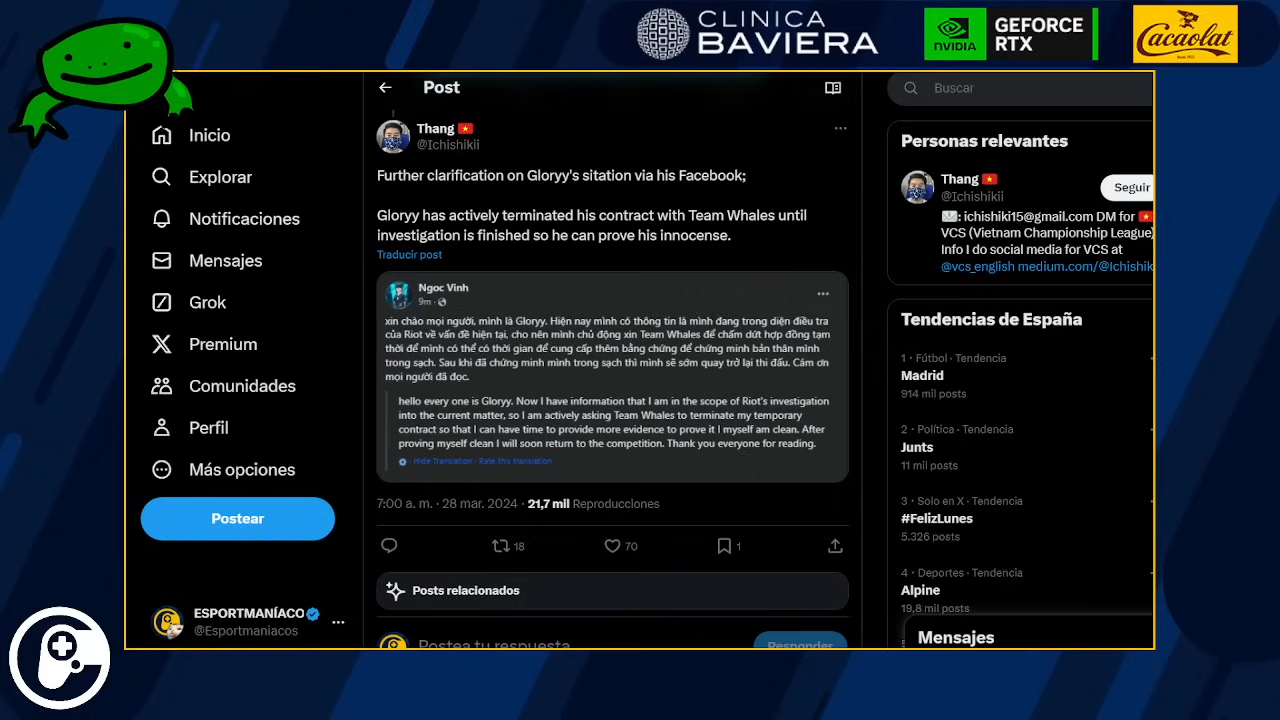 CLINICA
BAVIERA
NVIDIA
GEFORCE
RTX
Cacaolat
Post
Buscar
Inicio
Explorar
Notificaciones
Mensajes
Grok
Premium
Comunidades
Perfil
Más opciones
Postear
ESPORTMANÍACO
@Esportmaniacos
Thang
@Ichishikii
Further clarification on Gloryy's sitation via his Facebook;
Gloryy has actively terminated his contract with Team Whales until
investigation is finished so he can prove his innocense.
Traducir post
Ngoc Vinh
9m
xin chào mọi người, mình là Gloryy. Hiện nay mình có thông tin là mình đang trong diện điều tra
của Riot về vấn đề hiện tại, cho nên mình chủ động xin Team Whales để chấm dứt hợp đồng tạm
thời để mình có thể có thời gian để cung cấp thêm bằng chứng để chứng minh bản thân mình
trong sạch. Sau khi đã chứng minh mình trong sạch thì mình sẽ sớm quay trở lại thi đấu. Cảm ơn
mọi người đã đọc.
hello every one is Gloryy. Now I have information that I am in the scope of Riot's investigation
into the current matter, so I am actively asking Team Whales to terminate my temporary
contract so that I can have time to provide more evidence to prove it I myself am clean. After
proving myself clean I will soon return to the competition. Thank you everyone for reading.
Hide Translation · Rate this translation
7:00 a. m. · 28 mar. 2024 · 21,7 mil Reproducciones
18
70
1
Posts relacionados
Postea tu respuesta
Responder
Personas relevantes
Thang
@Ichishikii
Seguir
: ichishiki15@gmail.com DM for
VCS (Vietnam Championship League)
Info I do social media for VCS at
@vcs_english medium.com/@Ichishik
Tendencias de España
1 · Fútbol · Tendencia
Madrid
914 mil posts
2 · Política · Tendencia
Junts
11 mil posts
3 · Solo en X · Tendencia
#FelizLunes
5.326 posts
4 · Deportes · Tendencia
Alpine
19,8 mil posts
Mensajes